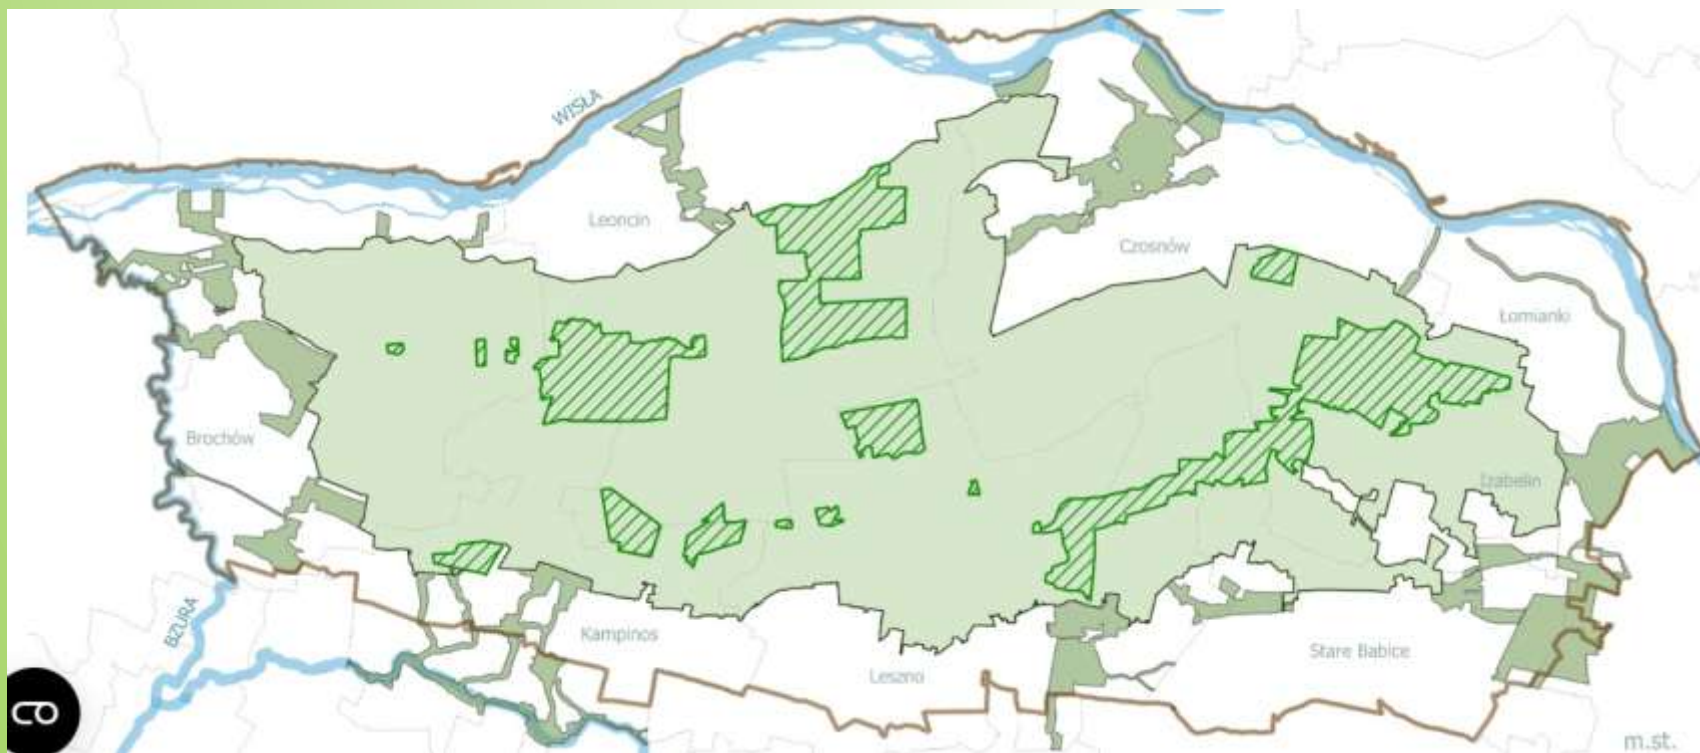 WISŁA
Leoncin
Czosnów
Łomianki
Brochów
Izabelin
BZURA
Kampinos
Leszno
Stare Babice
m.st.